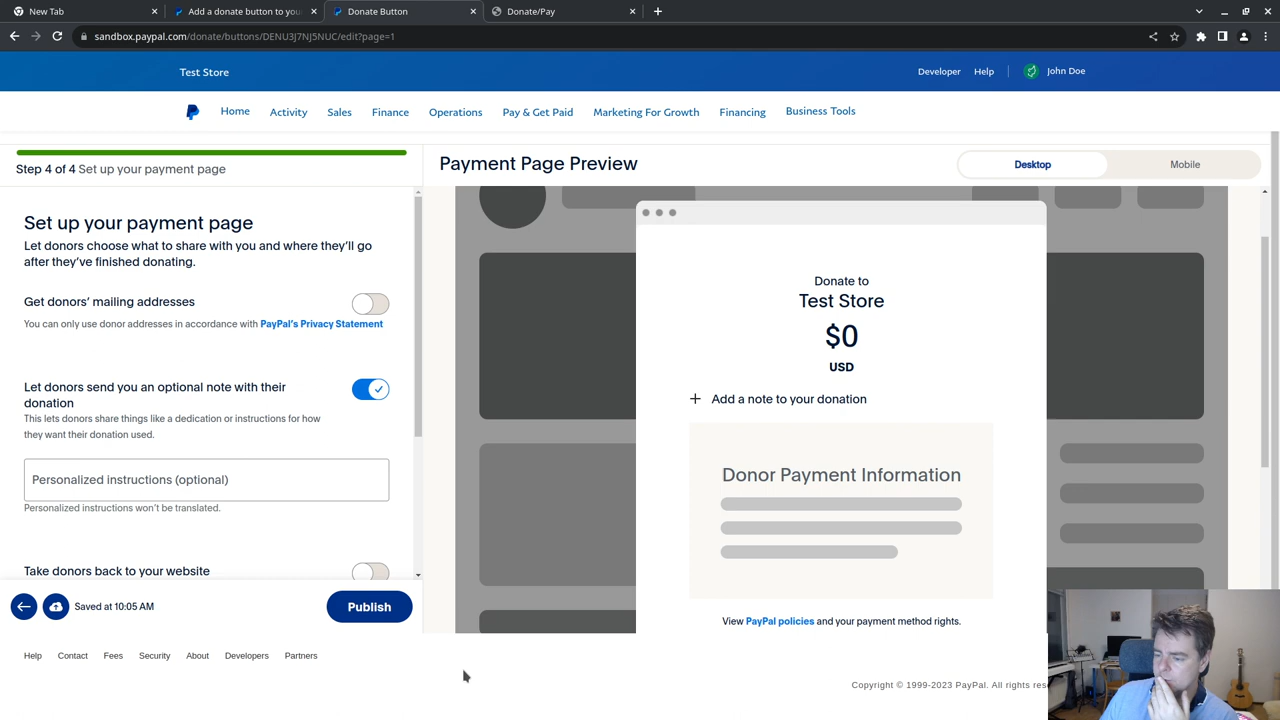 New Tab
Add a donate button to you
Donate Button
Donate/Pay
sandbox.paypal.com/donate/buttons/DENU3J7NJ5NUC/edit?page=1
Test Store
Developer
Help
John Doe
Home
Activity
Sales
Finance
Operations
Pay & Get Paid
Marketing For Growth
Financing
Business Tools
Step 4 of 4 Set up your payment page
Payment Page Preview
Desktop
Mobile
Set up your payment page
Let donors choose what to share with you and where they'll go
after they've finished donating.
Get donors' mailing addresses
You can only use donor addresses in accordance with PayPal's Privacy Statement
Let donors send you an optional note with their
donation
This lets donors share things like a dedication or instructions for how
they want their donation used.
Personalized instructions (optional)
Personalized instructions won't be translated.
Take donors back to your website
Saved at 10:05 AM
Publish
Donate to
Test Store
$0
USD
Add a note to your donation
Donor Payment Information
View PayPal policies and your payment method rights.
Help
Contact
Fees
Security
About
Developers
Partners
Copyright © 1999-2023 PayPal. All rights rese